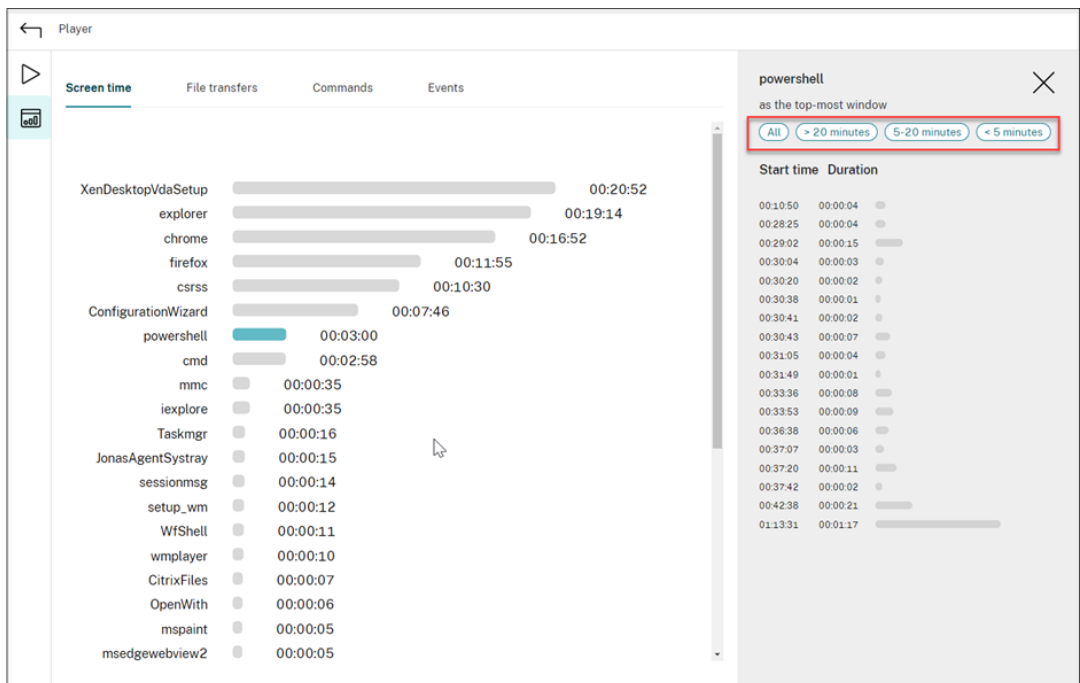 Player
Screen time File transfers Commands Events
XenDesktopVdaSetup 00:20:52
explorer 00:19:14
chrome 00:16:52
firefox 00:11:55
csrss 00:10:30
ConfigurationWizard 00:07:46
powershell 00:03:00
cmd 00:02:58
mmc 00:00:35
iexplore 00:00:35
Taskmgr 00:00:16
JonasAgentSystray 00:00:15
sessionmsg 00:00:14
setup_wm 00:00:12
WfShell 00:00:11
wmplayer 00:00:10
CitrixFiles 00:00:07
OpenWith 00:00:06
mspaint 00:00:05
msedgewebview2 00:00:05
powershell
as the top-most window
All > 20 minutes 5-20 minutes < 5 minutes
Start time Duration
00:10:50 00:00:04
00:28:25 00:00:04
00:29:02 00:00:15
00:30:04 00:00:03
00:30:20 00:00:02
00:30:38 00:00:01
00:30:41 00:00:02
00:30:43 00:00:07
00:31:05 00:00:04
00:31:49 00:00:01
00:33:36 00:00:08
00:33:53 00:00:09
00:36:38 00:00:06
00:37:07 00:00:03
00:37:20 00:00:11
00:37:42 00:00:02
00:42:38 00:00:21
01:13:31 00:01:17